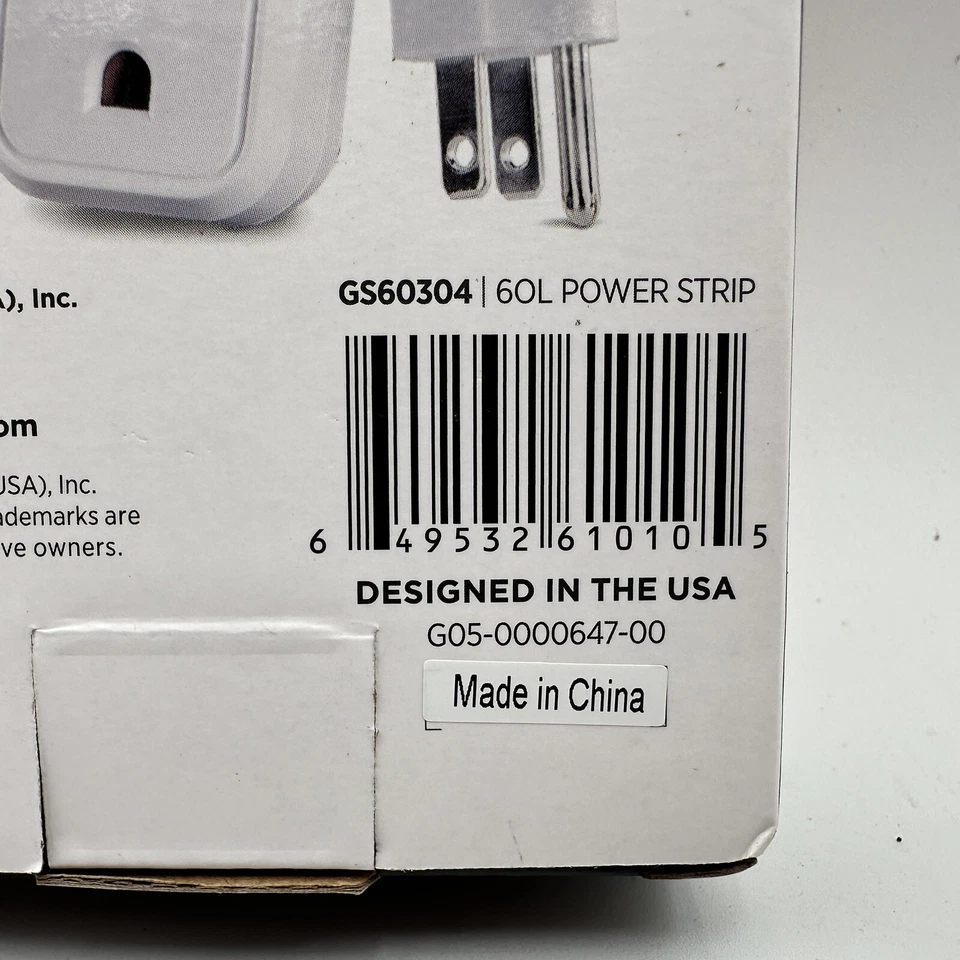 ), Inc.
GS60304 | 6OL POWER STRIP
om
USA), Inc.
ademarks are
ve owners.
6 49532 61010 5
DESIGNED IN THE USA
G05-0000647-00
Made in China